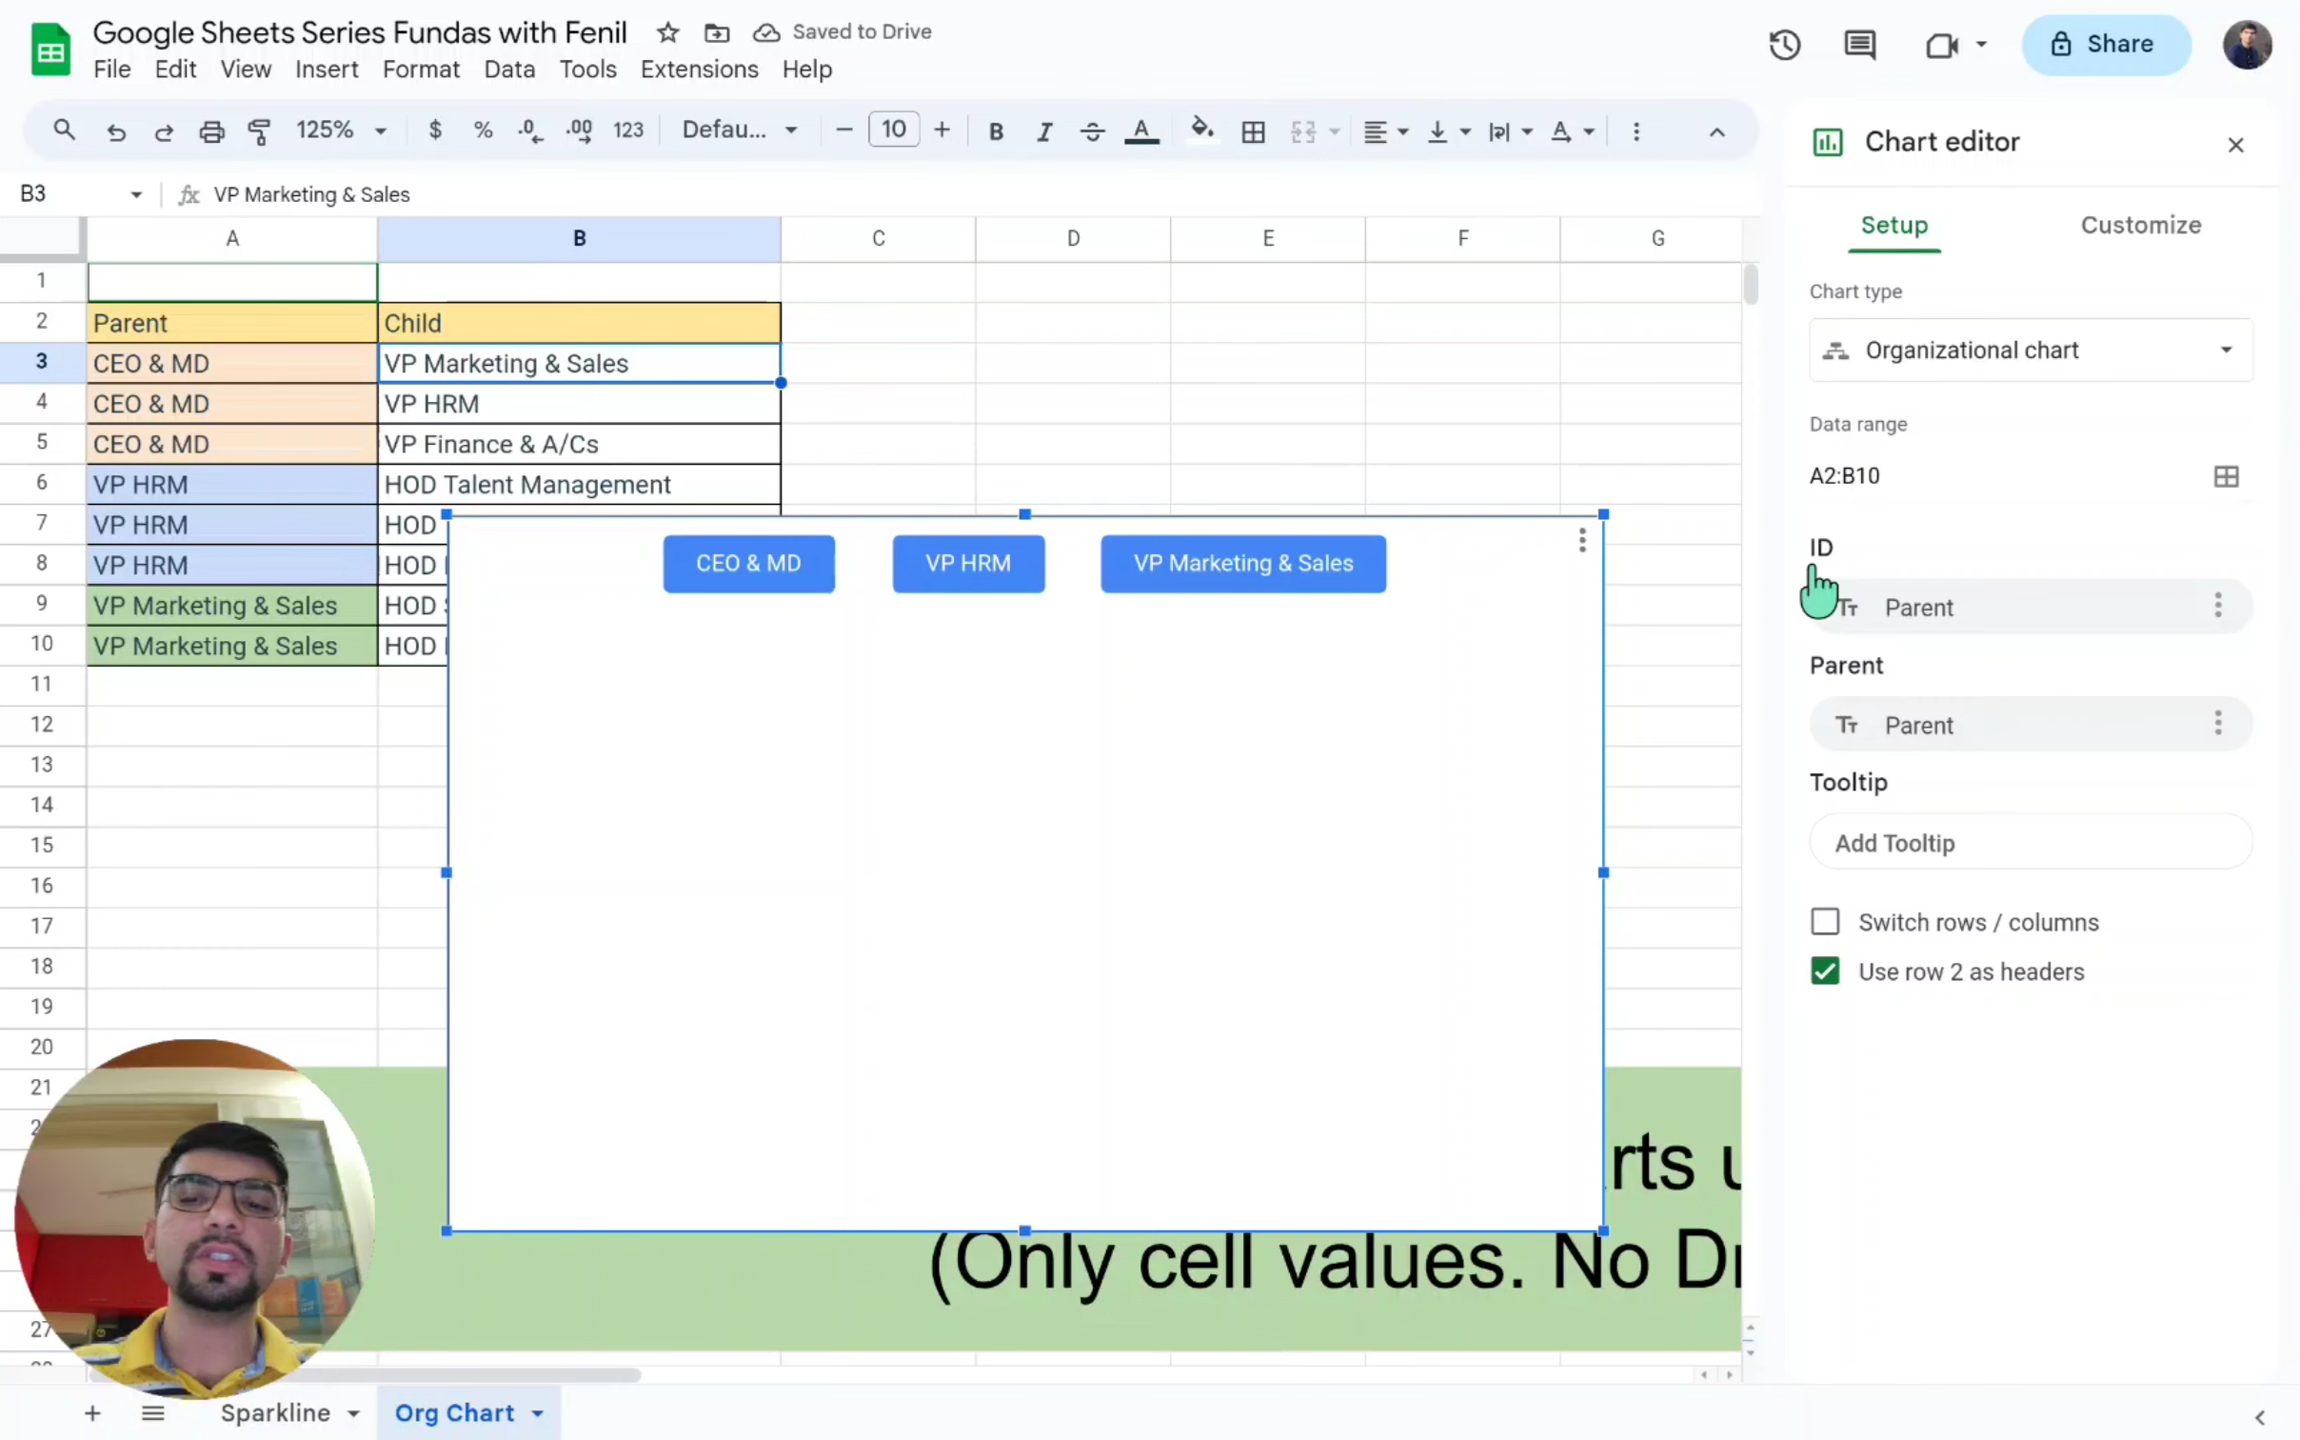 Google Sheets Series Fundas with Fenil Saved to Drive
File Edit View Insert Format Data Tools Extensions Help
Share
125% $ % .0 .00 123 Defau... 10 B I A
B3 fx VP Marketing & Sales
A B C D E F G
1
2 Parent Child
3 CEO & MD VP Marketing & Sales
4 CEO & MD VP HRM
5 CEO & MD VP Finance & A/Cs
6 VP HRM HOD Talent Management
7 VP HRM HOD
8 VP HRM HOD
9 VP Marketing & Sales HOD
10 VP Marketing & Sales HOD
CEO & MD VP HRM VP Marketing & Sales
11
12
13
14
15
16
17
18
19
20
21
27
rts u
(Only cell values. No Dr
Sparkline Org Chart
Chart editor
Setup Customize
Chart type
Organizational chart
Data range
A2:B10
ID
Tr Parent
Parent
Tr Parent
Tooltip
Add Tooltip
Switch rows / columns
Use row 2 as headers